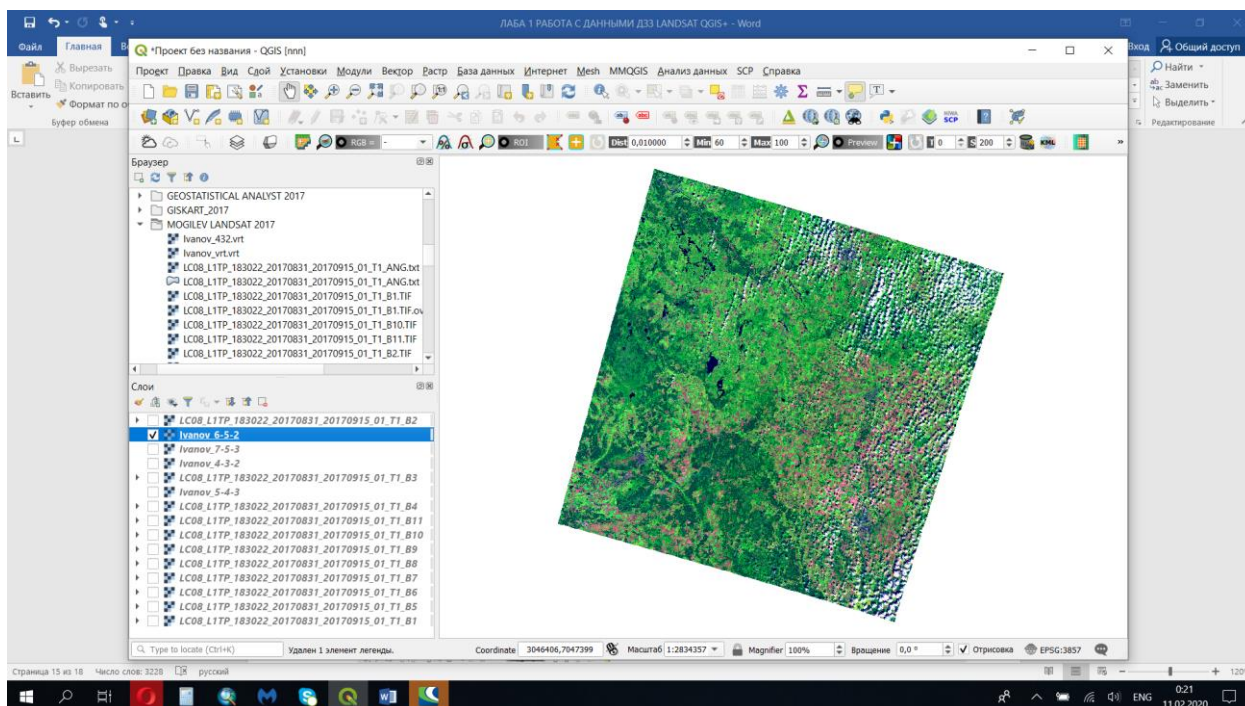 ЛАБА 1 РАБОТА С ДАННЫМИ ДЗЗ LANDSAT QGIS+ - Word
Файл
Главная
Вход
Общий доступ
Вырезать
Копировать
Формат по о
Вставить
Буфер обмена
Найти
Заменить
Выделить
Редактирование
*Проект без названия - QGIS [nnn]
Проект Правка Вид Слой Установки Модули Вектор Растр База данных Интернет Mesh MMQGIS Анализ данных SCP Справка
SCP
RGB = -
ROI
Dist 0,010000
Min 60
Max 100
Preview
T 0
S 200
KML
Браузер
GEOSTATISTICAL ANALYST 2017
GISKART_2017
MOGILEV LANDSAT 2017
Ivanov_432.vrt
Ivanov_vrt.vrt
LC08_L1TP_183022_20170831_20170915_01_T1_ANG.txt
LC08_L1TP_183022_20170831_20170915_01_T1_ANG.txt
LC08_L1TP_183022_20170831_20170915_01_T1_B1.TIF
LC08_L1TP_183022_20170831_20170915_01_T1_B1.TIF.ov
LC08_L1TP_183022_20170831_20170915_01_T1_B10.TIF
LC08_L1TP_183022_20170831_20170915_01_T1_B11.TIF
LC08_L1TP_183022_20170831_20170915_01_T1_B2.TIF
Слои
LC08_L1TP_183022_20170831_20170915_01_T1_B2
Ivanov_6-5-2
Ivanov_7-5-3
Ivanov_4-3-2
LC08_L1TP_183022_20170831_20170915_01_T1_B3
Ivanov_5-4-3
LC08_L1TP_183022_20170831_20170915_01_T1_B4
LC08_L1TP_183022_20170831_20170915_01_T1_B11
LC08_L1TP_183022_20170831_20170915_01_T1_B10
LC08_L1TP_183022_20170831_20170915_01_T1_B9
LC08_L1TP_183022_20170831_20170915_01_T1_B8
LC08_L1TP_183022_20170831_20170915_01_T1_B7
LC08_L1TP_183022_20170831_20170915_01_T1_B6
LC08_L1TP_183022_20170831_20170915_01_T1_B5
LC08_L1TP_183022_20170831_20170915_01_T1_B1
Type to locate (Ctrl+K)
Удален 1 элемент легенды.
Coordinate 3046406,7047399
Масштаб 1:2834357
Magnifier 100%
Вращение 0,0 °
Отрисовка
EPSG:3857
Страница 15 из 18 Число слов: 3228 русский
120
ENG
0:21
11.02.2020